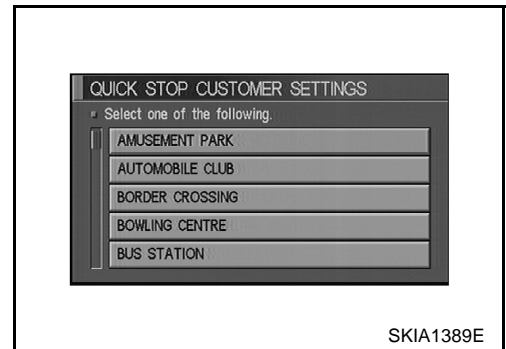 QUICK STOP CUSTOMER SETTINGS
Select one of the following.
AMUSEMENT PARK
AUTOMOBILE CLUB
BORDER CROSSING
BOWLING CENTRE
BUS STATION
SKIA1389E